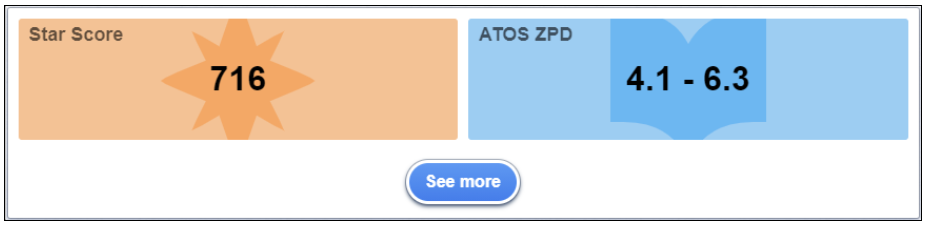 Star Score
716
ATOS ZPD
4.1 - 6.3
See more